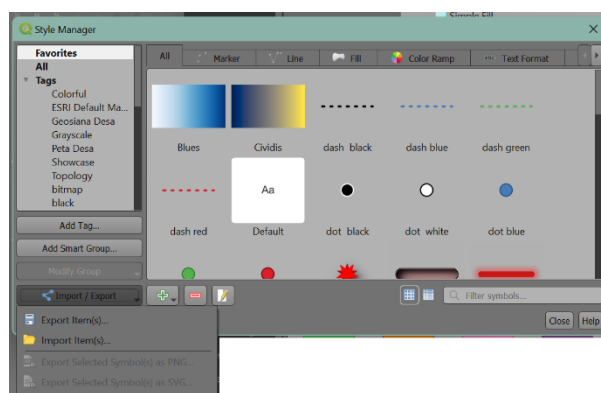 Simple Fill
Style Manager
Favorites
All
Tags
Colorful
ESRI Default Ma...
Geosiana Desa
Grayscale
Peta Desa
Showcase
Topology
bitmap
black
Add Tag...
Add Smart Group...
Modify Group
Import / Export
Export Item(s)...
Import Item(s)...
Export Selected Symbol(s) as PNG...
Export Selected Symbol(s) as SVG...
All Marker Line Fill Color Ramp Text Format
Blues Cividis dash black dash blue dash green
Aa
dash red Default dot black dot white dot blue
Filter symbols...
Close Help